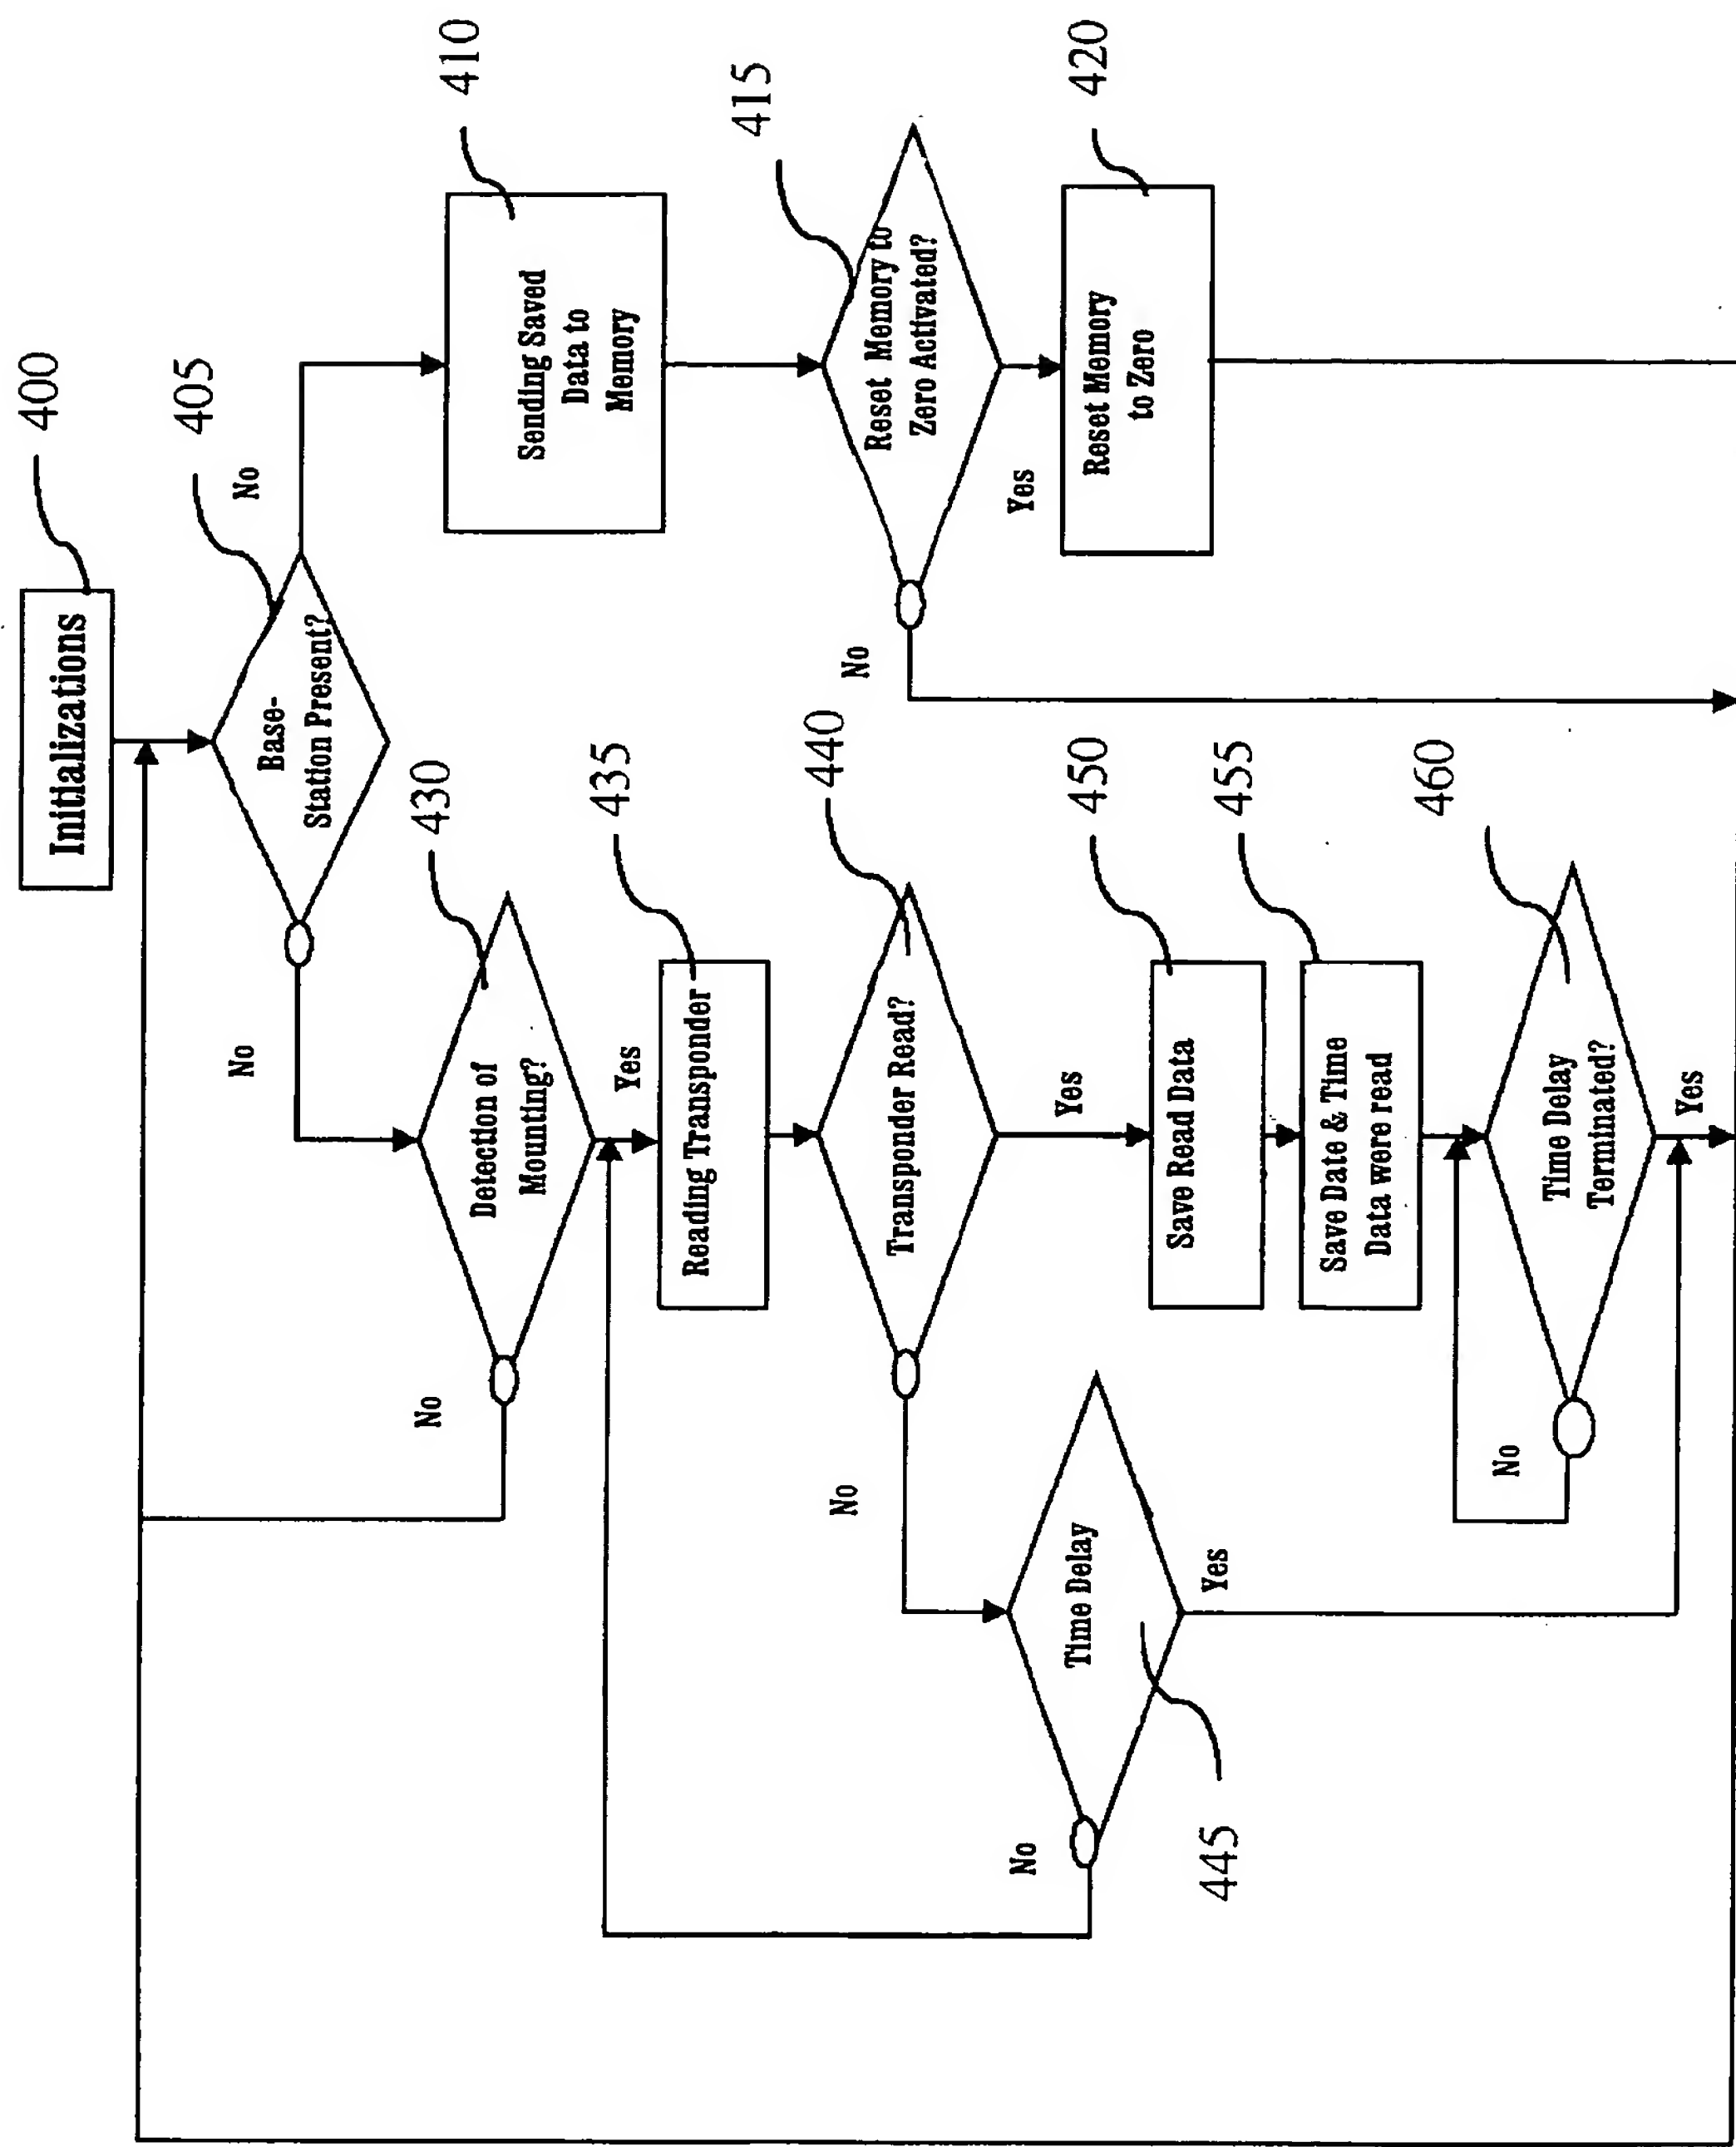 400
Initializations
405
Base-
Station Present?
No
No
410
Sending Saved
Data to
Memory
415
Reset Memory to
Zero Activated?
No
Yes
420
Reset Memory
to Zero
430
Detection of
Mounting?
No
Yes
435
Reading Transponder
440
Transponder Read?
No
Yes
445
Time Delay
No
Yes
450
Save Read Data
455
Save Date & Time
Data were read
460
Time Delay
Terminated?
No
Yes